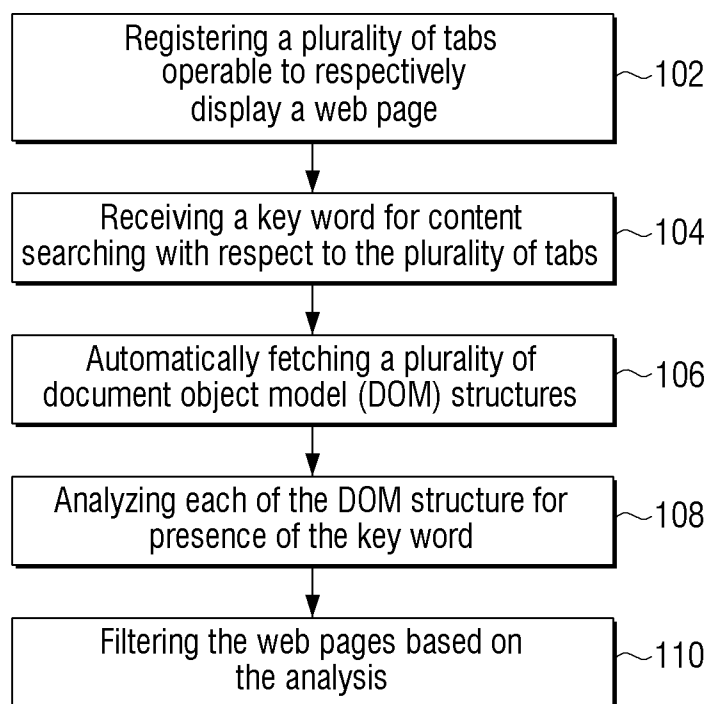 Registering a plurality of tabs
operable to respectively
display a web page
102
Receiving a key word for content
searching with respect to the plurality of tabs
104
Automatically fetching a plurality of
document object model (DOM) structures
106
Analyzing each of the DOM structure for
presence of the key word
108
Filtering the web pages based on
the analysis
110